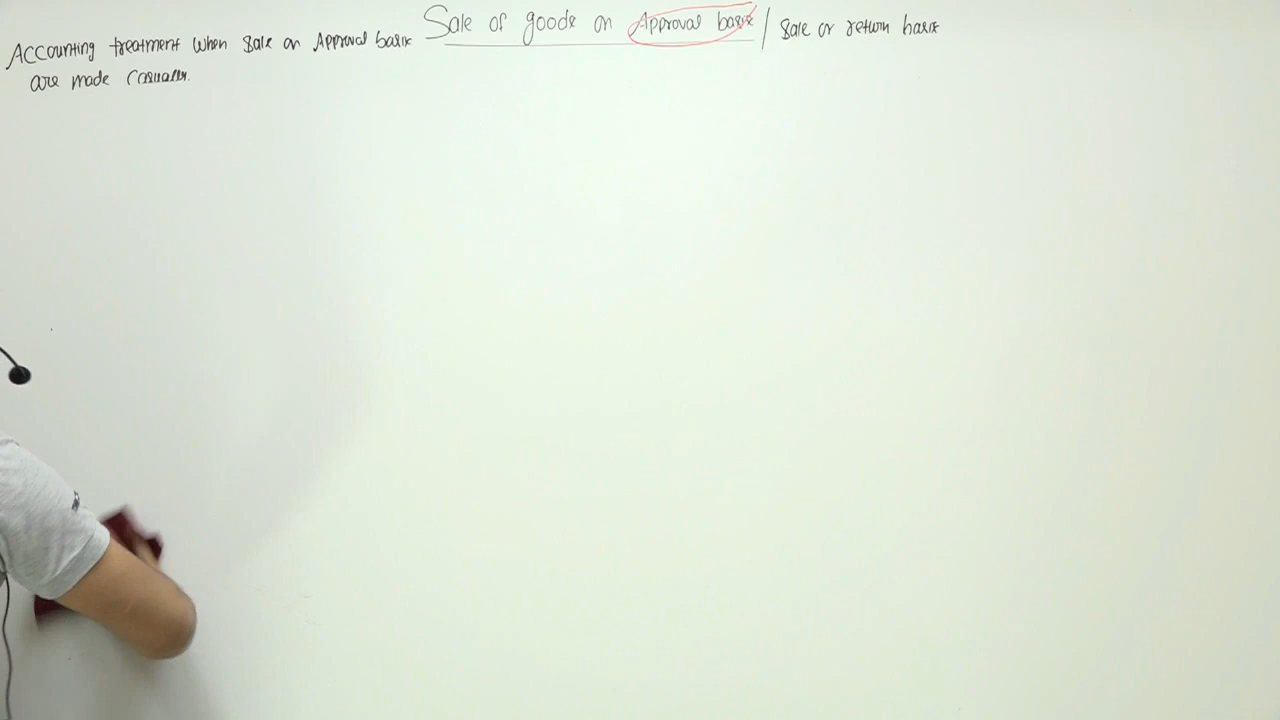 Sale of goods on Approval basis / Sale or return basis
Accounting treatment when sale on Approval basis
are made casually.